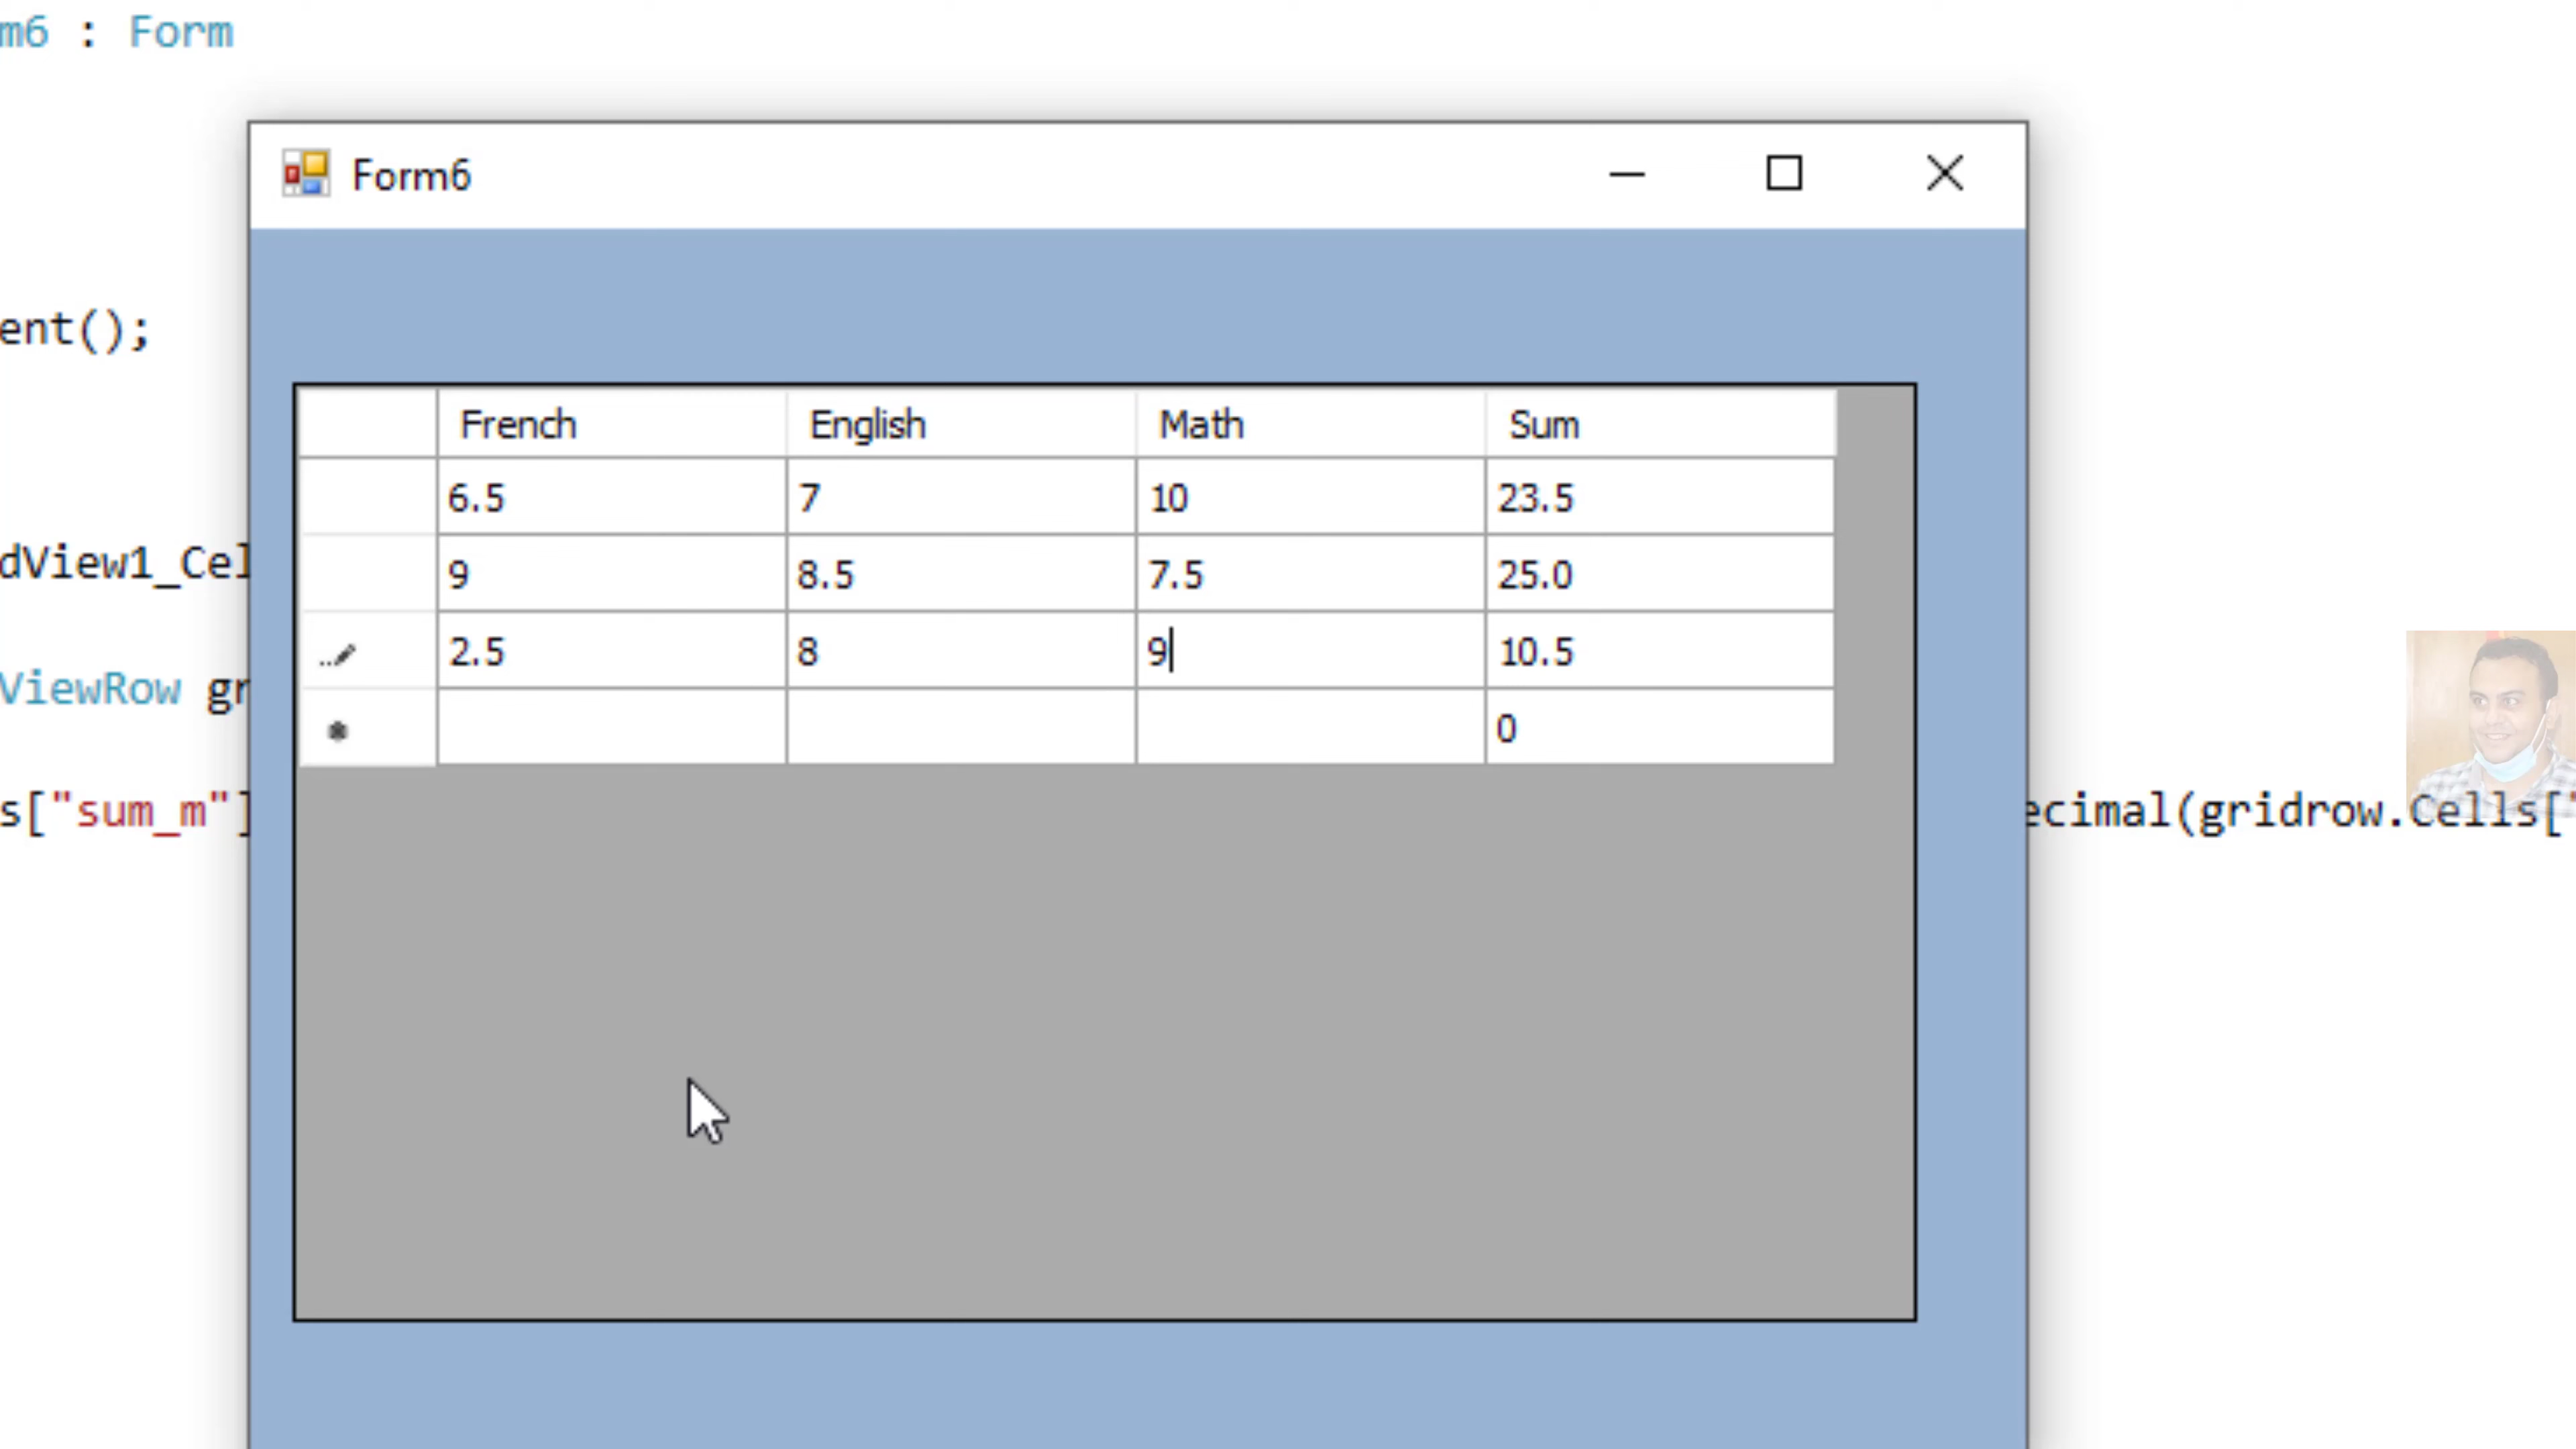 m6 : Form
Form6
ent();
French English Math Sum
6.5 7 10 23.5
dView1_Cel
9 8.5 7.5 25.0
2.5 8 9 10.5
ViewRow gr
0
s["sum_m"]
ecimal(gridrow.Cells["